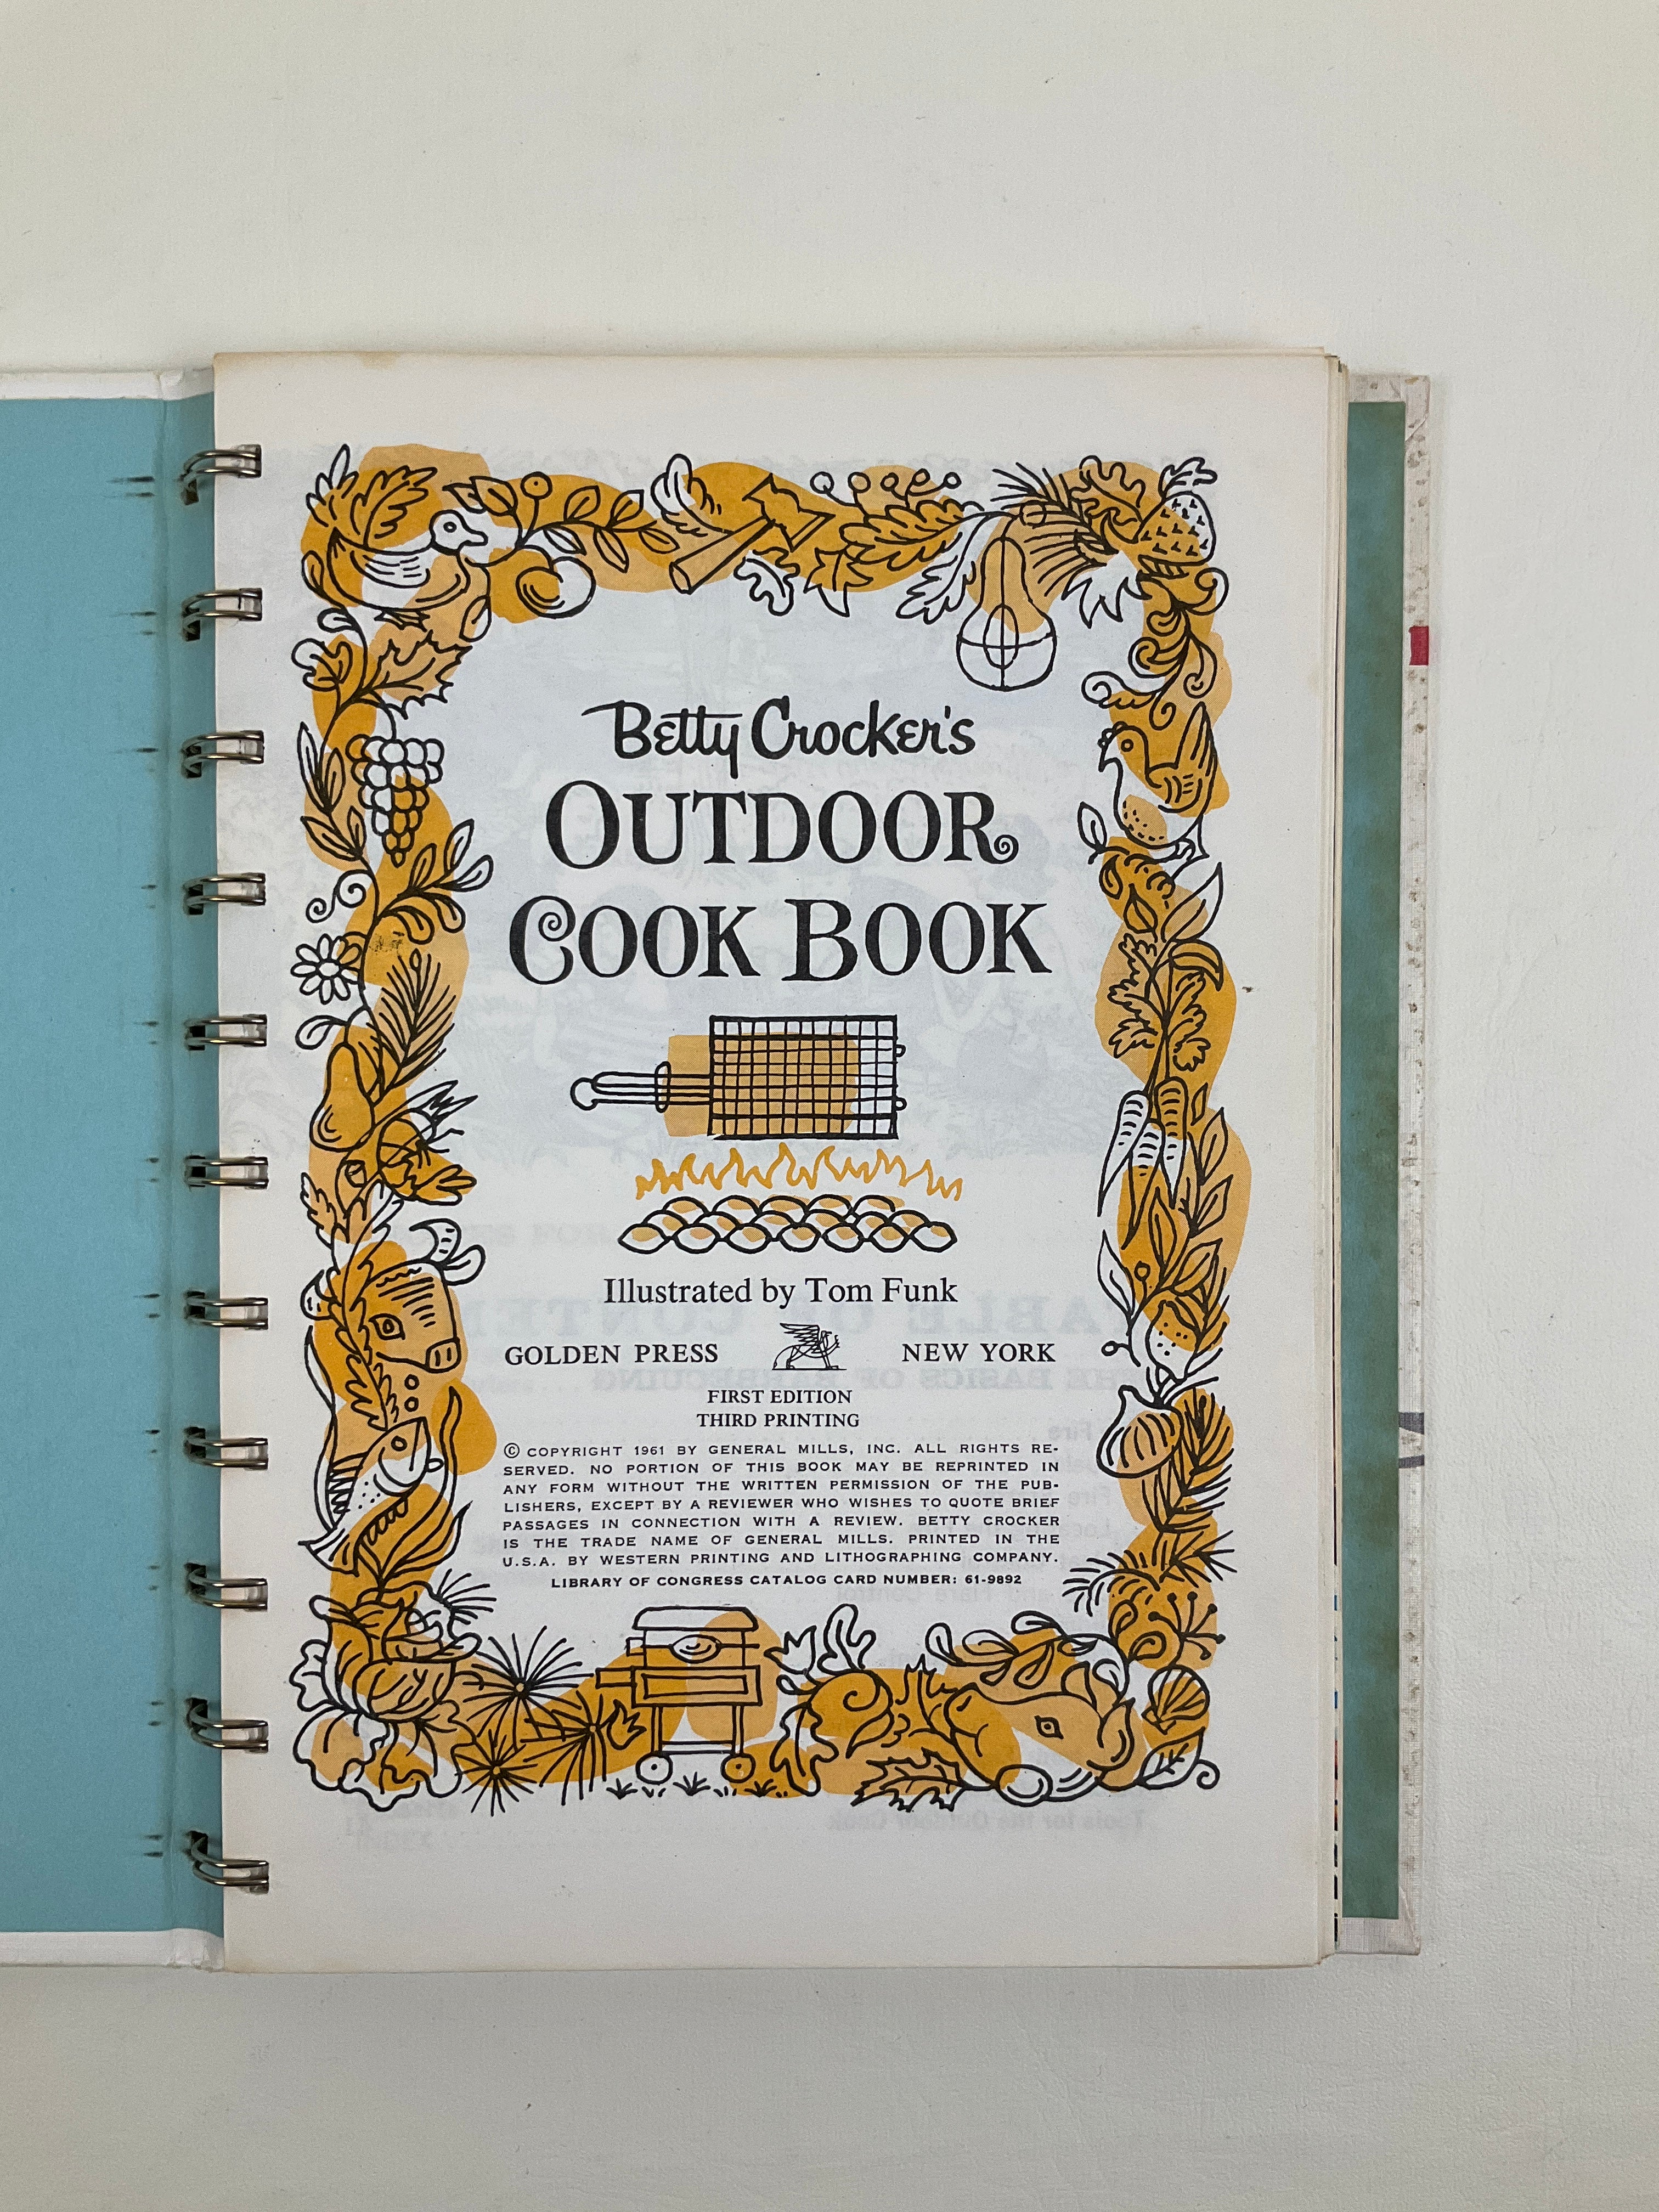 Betty Crocker's
OUTDOOR
COOK BOOK
Illustrated by Tom Funk
GOLDEN PRESS NEW YORK
FIRST EDITION
THIRD PRINTING
© COPYRIGHT 1961 BY GENERAL MILLS, INC. ALL RIGHTS RE-
SERVED. NO PORTION OF THIS BOOK MAY BE REPRINTED IN
ANY FORM WITHOUT THE WRITTEN PERMISSION OF THE PUB-
LISHERS, EXCEPT BY A REVIEWER WHO WISHES TO QUOTE BRIEF
PASSAGES IN CONNECTION WITH A REVIEW. BETTY CROCKER
IS THE TRADE NAME OF GENERAL MILLS. PRINTED IN THE
U.S.A. BY WESTERN PRINTING AND LITHOGRAPHING COMPANY.
LIBRARY OF CONGRESS CATALOG CARD NUMBER: 61-9892